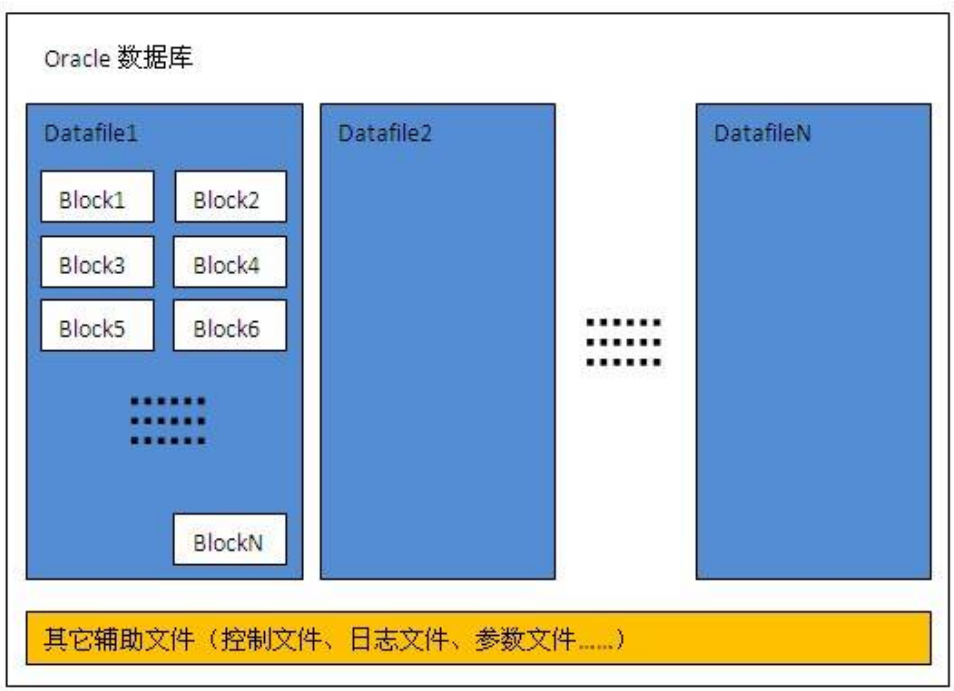 Oracle 数据库
Datafile1
Datafile2
DatafileN
Block1
Block2
Block3
Block4
Block5
Block6
BlockN
其它辅助文件（控制文件、日志文件、参数文件……）